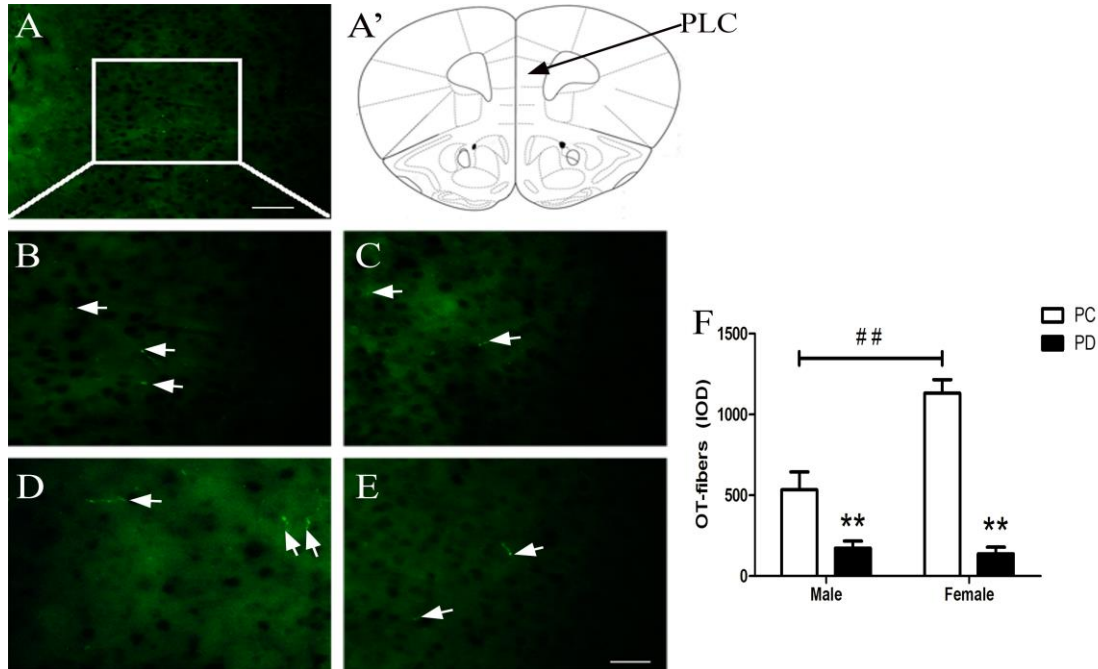 A
A'
PLC
B
C
D
E
F
PC
PD
OT-fibers (IOD)
1500
1000
500
0
##
**
**
Male
Female